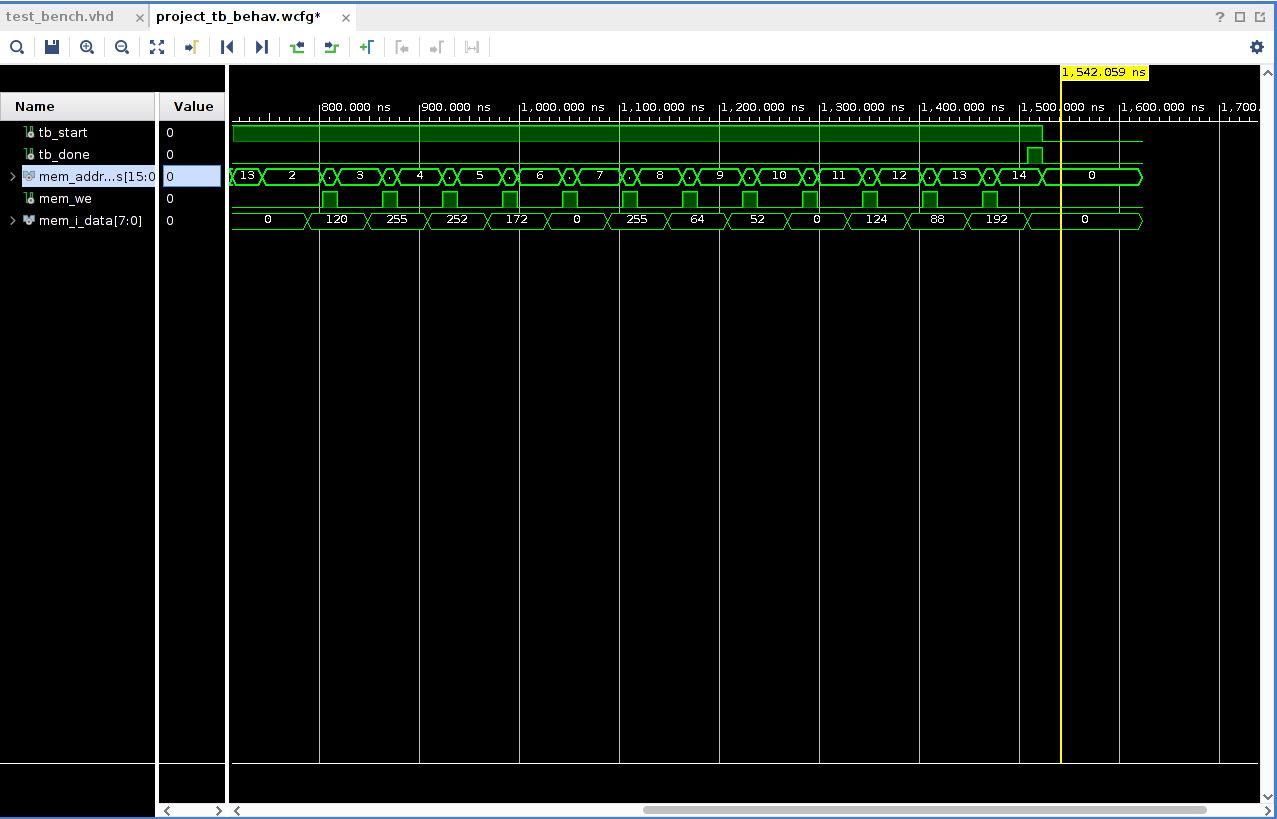 test_bench.vhd × project_tb_behav.wcfg* ×
?
1,542.059 ns
Name Value
800.000 ns 900.000 ns 1,000.000 ns 1,100.000 ns 1,200.000 ns 1,300.000 ns 1,400.000 ns 1,500.000 ns 1,600.000 ns 1,700.
tb_start 0
tb_done 0
mem_addr...s[15:0 0 13 2 . 3 . 4 . 5 . 6 . 7 . 8 . 9 . 10 . 11 . 12 . 13 . 14 0
mem_we 0
mem_i_data[7:0] 0 0 120 255 252 172 0 255 64 52 0 124 88 192 0